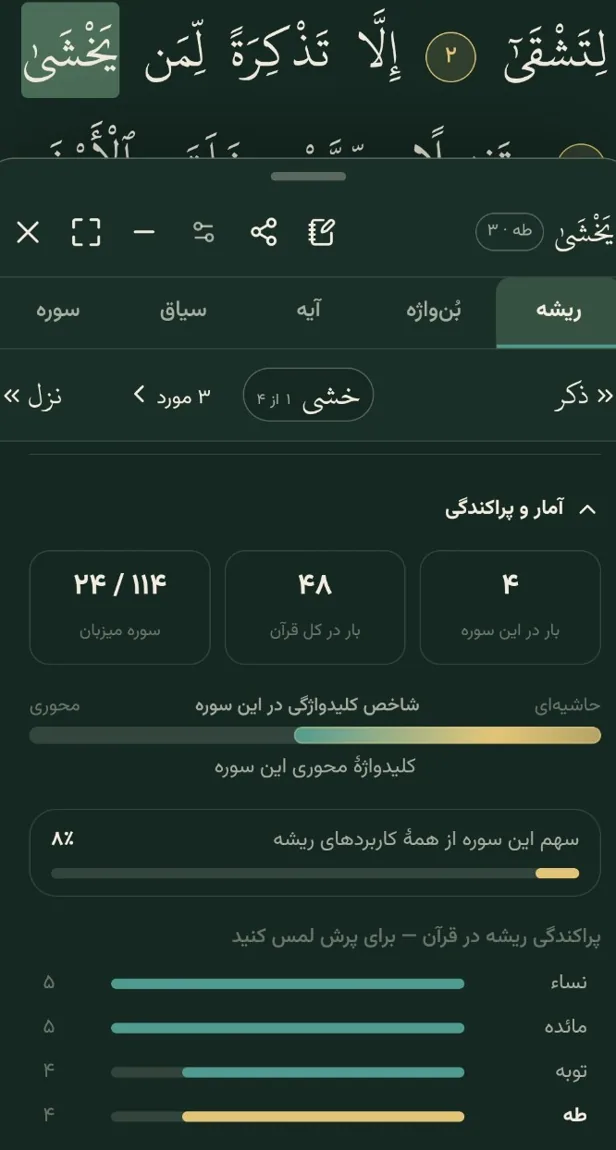 لِتَشْقَىٰٓ ٢ إِلَّا تَذْكِرَةً لِّمَن يَخْشَىٰ
يَخْشَىٰ طه · ۳
ریشه بُن‌واژه آیه سیاق سوره
« ذکر خشی ۱ از ۴ ۳ مورد نزل »
آمار و پراکندگی
۴ ۴۸ ۲۴ / ۱۱۴
بار در این سوره بار در کل قرآن سوره میزبان
حاشیه‌ای شاخص کلیدواژگی در این سوره محوری
کلیدواژهٔ محوری این سوره
سهم این سوره از همهٔ کاربردهای ریشه ۸٪
پراکندگی ریشه در قرآن — برای پرش لمس کنید
نساء ۵
مائده ۵
توبه ۴
طه ۴